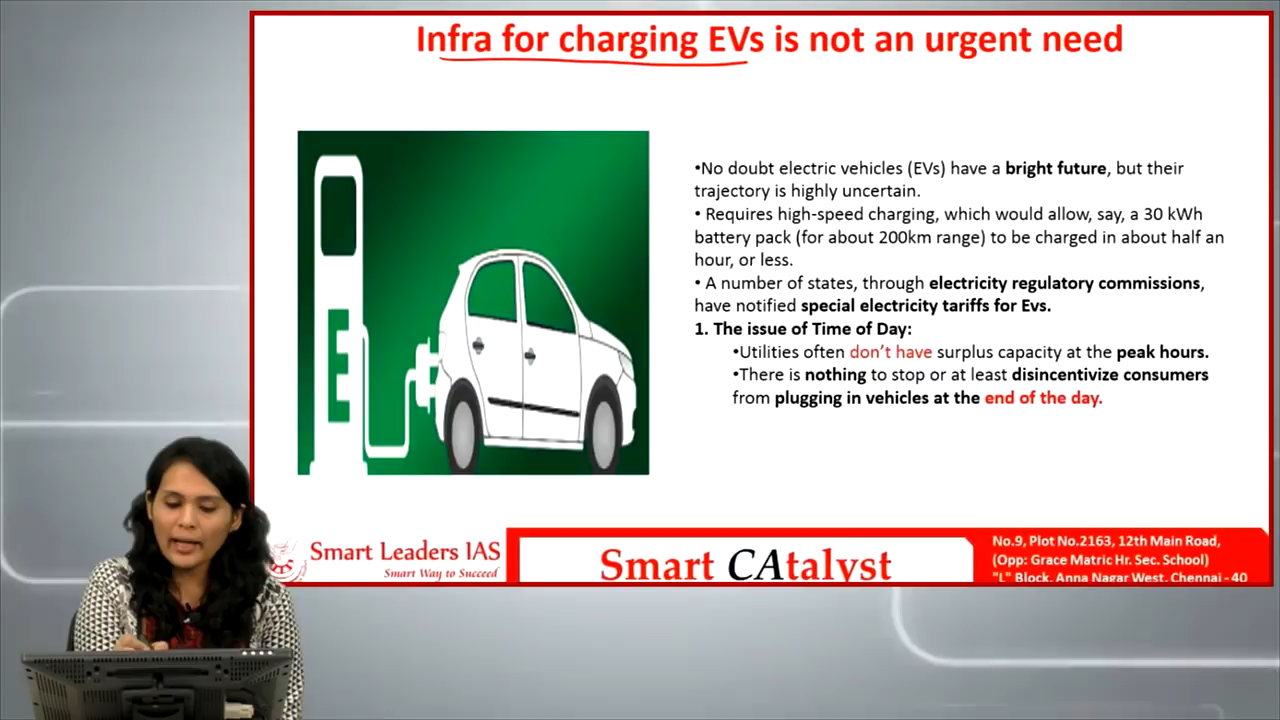 Infra for charging EVs is not an urgent need
•No doubt electric vehicles (EVs) have a bright future, but their
trajectory is highly uncertain.
• Requires high-speed charging, which would allow, say, a 30 kWh
battery pack (for about 200km range) to be charged in about half an
hour, or less.
• A number of states, through electricity regulatory commissions,
have notified special electricity tariffs for Evs.
1. The issue of Time of Day:
•Utilities often don't have surplus capacity at the peak hours.
•There is nothing to stop or at least disincentivize consumers
from plugging in vehicles at the end of the day.
E
Smart Leaders IAS
Smart Way to Succeed
Smart CAtalyst
No.9, Plot No.2163, 12th Main Road,
(Opp: Grace Matric Hr. Sec. School)
"L" Block, Anna Nagar West, Chennai - 40